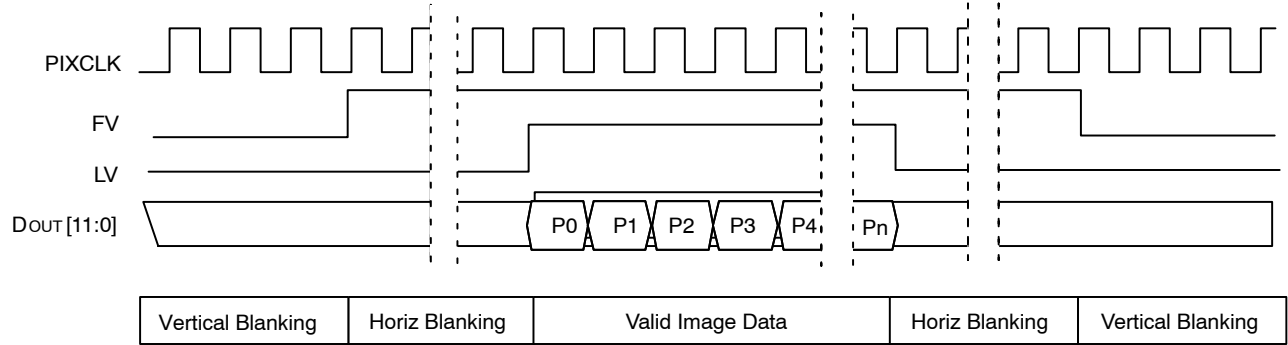 PIXCLK
FV
LV
DOUT[11:0]
P0 P1 P2 P3 P4 Pn
Vertical Blanking Horiz Blanking Valid Image Data Horiz Blanking Vertical Blanking